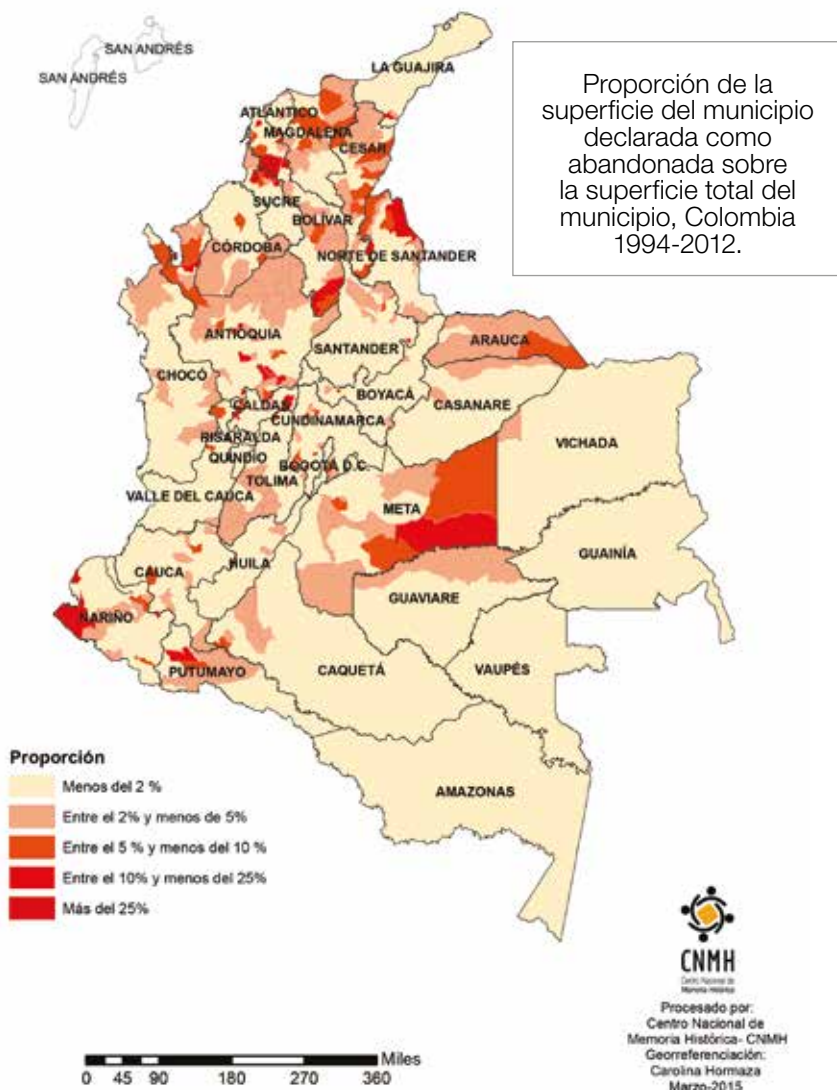 SAN ANDRÉS
SAN ANDRÉS
LA GUAJIRA
Proporción de la
superficie del municipio
declarada como
abandonada sobre
la superficie total del
municipio, Colombia
1994-2012.
ATLÁNTICO
MAGDALENA
CESAR
SUCRE
BOLÍVAR
CÓRDOBA
NORTE DE SANTANDER
ANTIOQUIA
SANTANDER
ARAUCA
CHOCÓ
BOYACÁ
CASANARE
CALDAS
CUNDINAMARCA
VICHADA
RISARALDA
QUINDÍO
BOGOTÁ D.C.
TOLIMA
VALLE DEL CAUCA
META
GUAINÍA
HUILA
CAUCA
GUAVIARE
NARIÑO
PUTUMAYO
CAQUETÁ
VAUPÉS
AMAZONAS
Proporción
Menos del 2 %
Entre el 2% y menos de 5%
Entre el 5 % y menos del 10 %
Entre el 10% y menos del 25%
Más del 25%
CNMH
Centro Nacional de
Memoria Histórica
Procesado por:
Centro Nacional de
Memoria Histórica- CNMH
Georreferenciación:
Carolina Hormaza
Marzo-2015
Miles
0 45 90 180 270 360